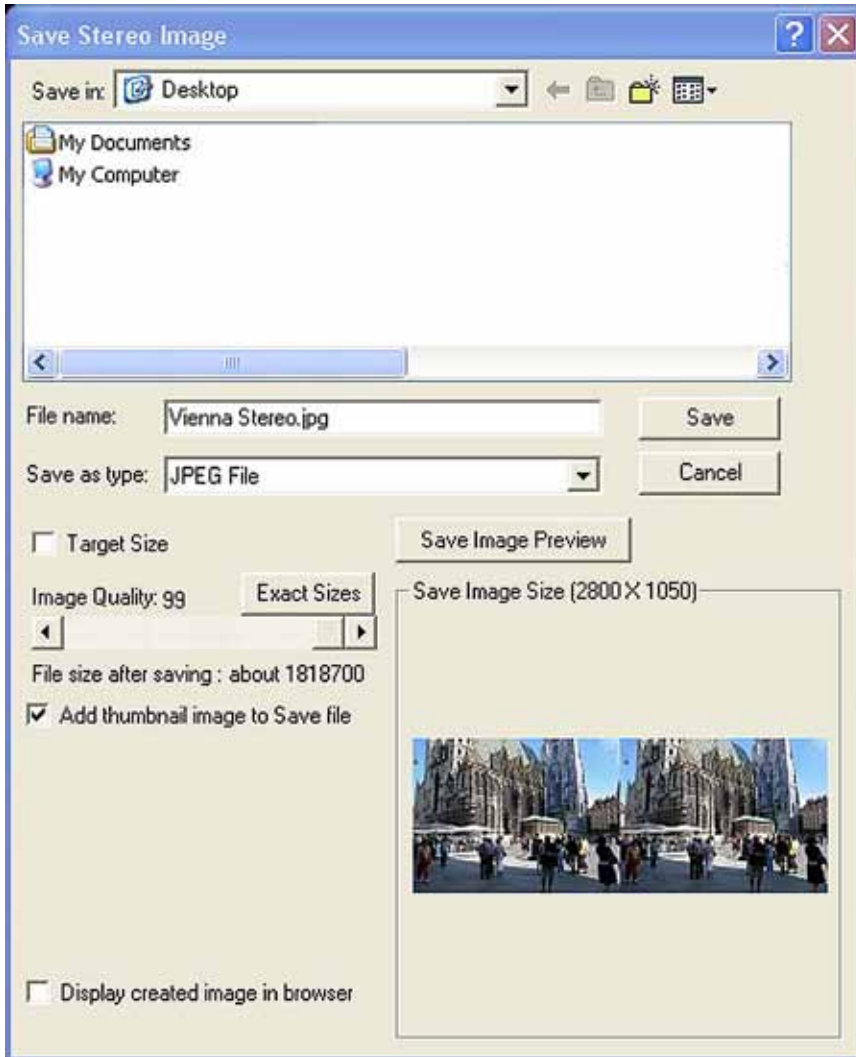 Save Stereo Image
Save in: Desktop
My Documents
My Computer
File name: Vienna Stereo.jpg Save
Save as type: JPEG File Cancel
Target Size Save Image Preview
Image Quality: 99 Exact Sizes
Save Image Size (2800 X 1050)
File size after saving : about 1818700
Add thumbnail image to Save file
Display created image in browser